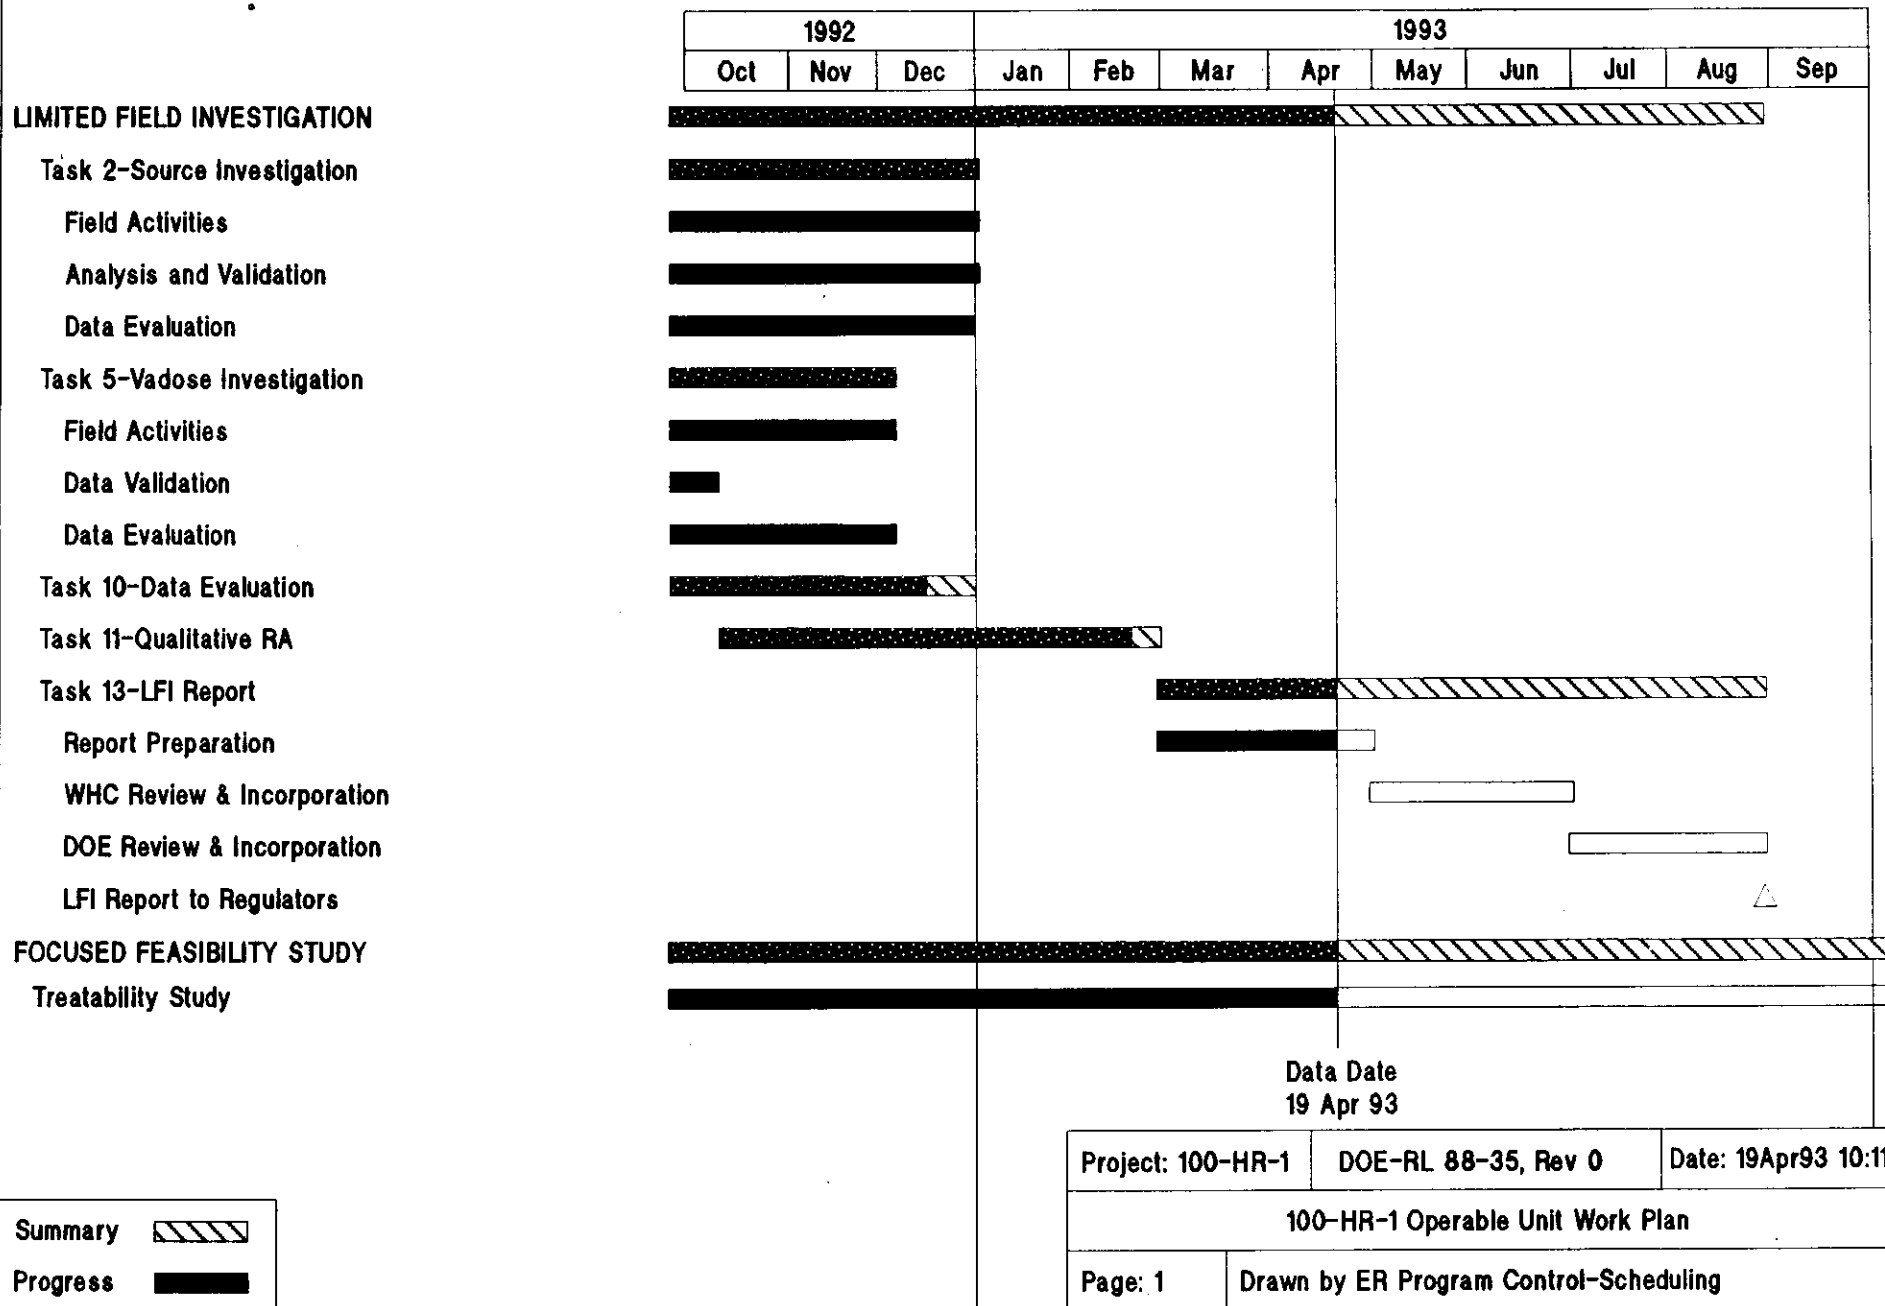 1992 1993
Oct Nov Dec Jan Feb Mar Apr May Jun Jul Aug Sep
LIMITED FIELD INVESTIGATION
Task 2-Source Investigation
Field Activities
Analysis and Validation
Data Evaluation
Task 5-Vadose Investigation
Field Activities
Data Validation
Data Evaluation
Task 10-Data Evaluation
Task 11-Qualitative RA
Task 13-LFI Report
Report Preparation
WHC Review & Incorporation
DOE Review & Incorporation
LFI Report to Regulators
FOCUSED FEASIBILITY STUDY
Treatability Study
Data Date
19 Apr 93
Project: 100-HR-1 DOE-RL 88-35, Rev 0 Date: 19Apr93 10:11
100-HR-1 Operable Unit Work Plan
Page: 1 Drawn by ER Program Control-Scheduling
Summary
Progress